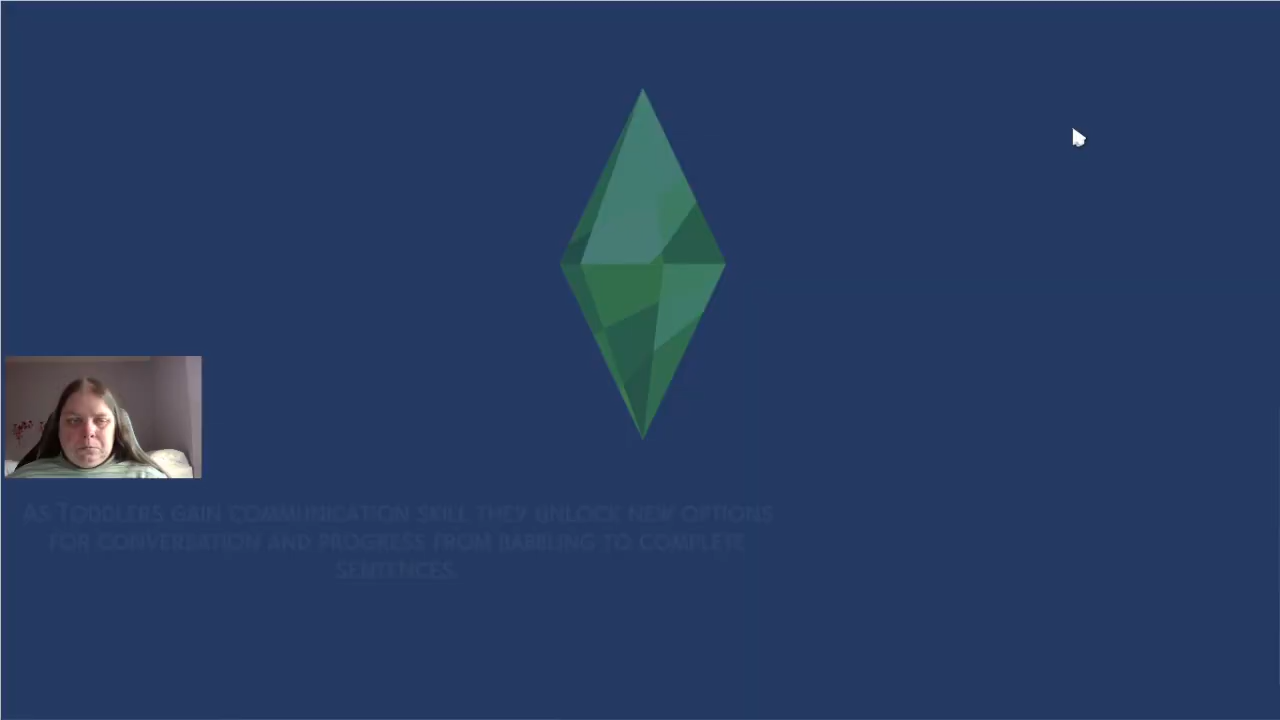 AS TODDLERS GAIN COMMUNICATION SKILL THEY UNLOCK NEW OPTIONS
FOR CONVERSATION AND PROGRESS FROM BABBLING TO COMPLETE
SENTENCES.